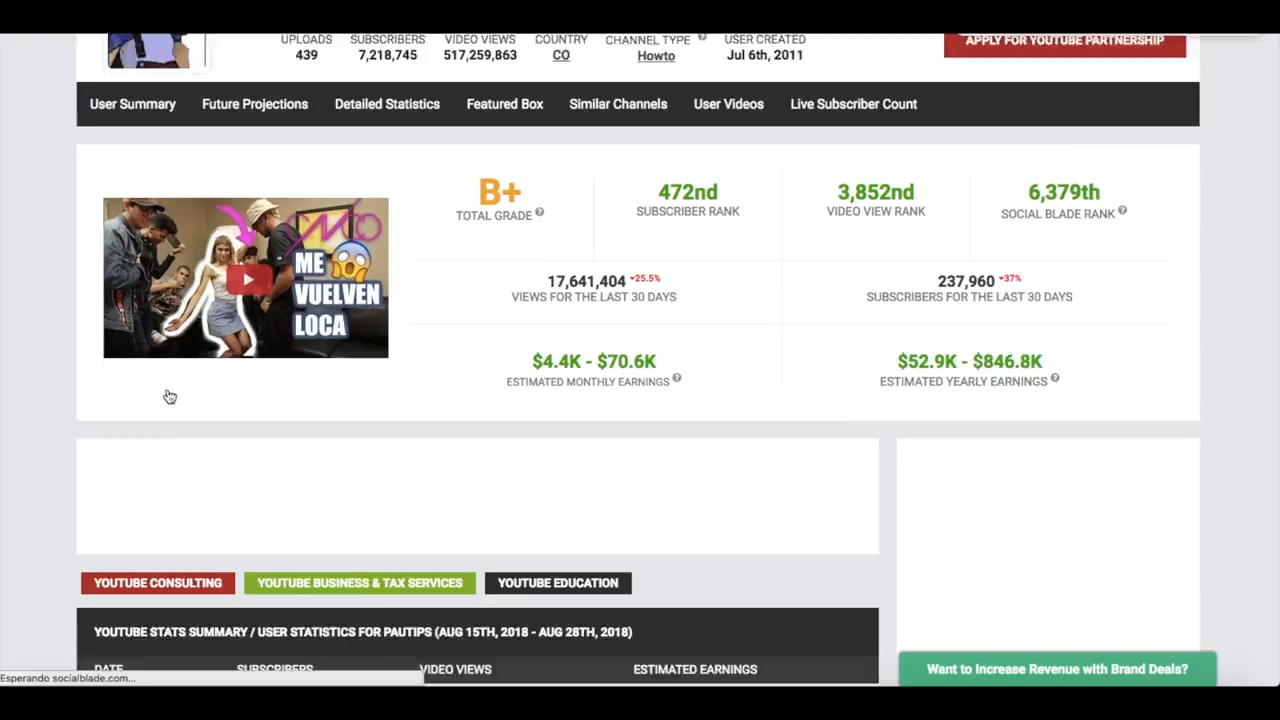 UPLOADS SUBSCRIBERS VIDEO VIEWS COUNTRY CHANNEL TYPE USER CREATED
439 7,218,745 517,259,863 CO Howto Jul 6th, 2011
APPLY FOR YOUTUBE PARTNERSHIP
User Summary Future Projections Detailed Statistics Featured Box Similar Channels User Videos Live Subscriber Count
ME
VUELVEN
LOCA
B+ 472nd 3,852nd 6,379th
TOTAL GRADE SUBSCRIBER RANK VIDEO VIEW RANK SOCIAL BLADE RANK
17,641,404 25.5% 237,960 37%
VIEWS FOR THE LAST 30 DAYS SUBSCRIBERS FOR THE LAST 30 DAYS
$4.4K - $70.6K $52.9K - $846.8K
ESTIMATED MONTHLY EARNINGS ESTIMATED YEARLY EARNINGS
YOUTUBE CONSULTING YOUTUBE BUSINESS & TAX SERVICES YOUTUBE EDUCATION
YOUTUBE STATS SUMMARY / USER STATISTICS FOR PAUTIPS (AUG 15TH, 2018 - AUG 28TH, 2018)
DATE SUBSCRIBERS VIDEO VIEWS ESTIMATED EARNINGS
Want to Increase Revenue with Brand Deals?
Esperando socialblade.com...